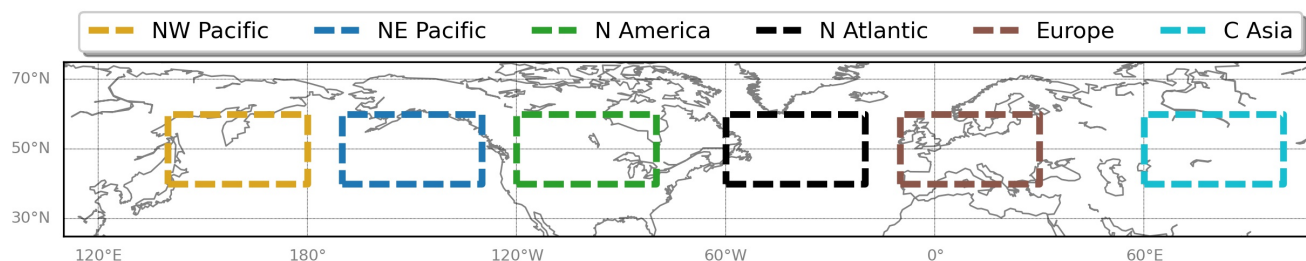 NW Pacific NE Pacific N America N Atlantic Europe C Asia
70°N
50°N
30°N
120°E 180° 120°W 60°W 0° 60°E